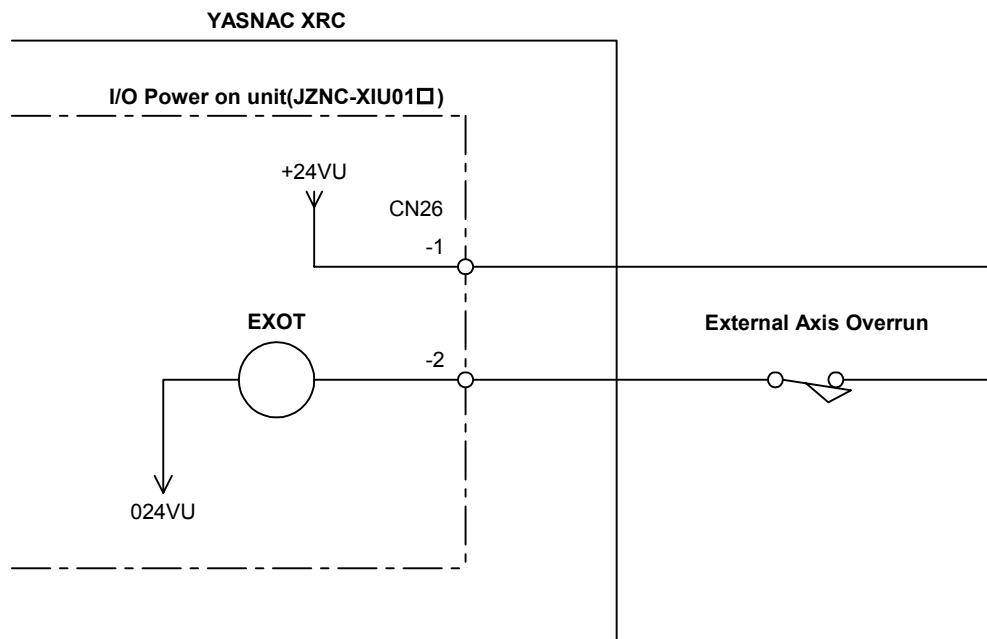 YASNAC XRC
I/O Power on unit(JZNC-XIU01□)
+24VU
CN26
-1
EXOT
External Axis Overrun
-2
024VU